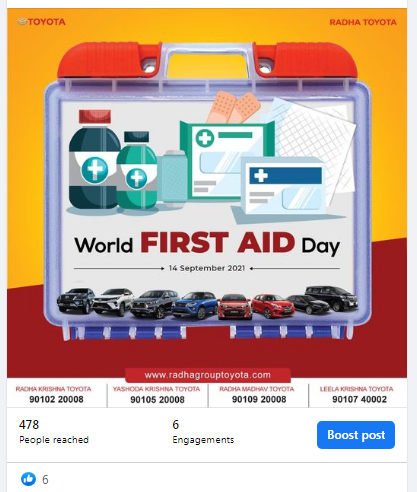 TOYOTA RADHA TOYOTA
World FIRST AID Day
14 September 2021
www.radhagrouptoyota.com
RADHA KRISHNA TOYOTA YASHODA KRISHNA TOYOTA RADHA MADHAV TOYOTA LEELA KRISHNA TOYOTA
90102 20008 90105 20008 90109 20008 90107 40002
478 6
People reached Engagements Boost post
6